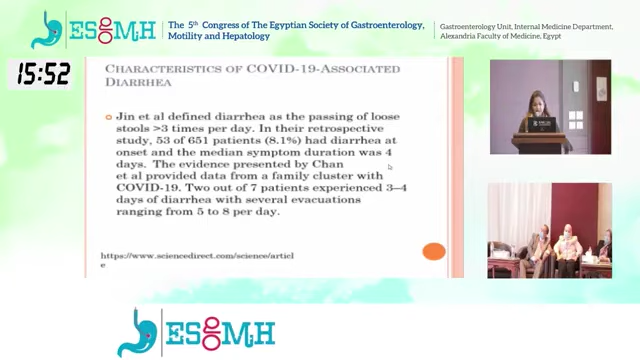 ESGMH
The 5th Congress of The Egyptian Society of Gastroenterology,
Motility and Hepatology
Gastroenterology Unit, Internal Medicine Department,
Alexandria Faculty of Medicine, Egypt
15:52
CHARACTERISTICS OF COVID-19-ASSOCIATED
DIARRHEA
Jin et al defined diarrhea as the passing of loose
stools >3 times per day. In their retrospective
study, 53 of 651 patients (8.1%) had diarrhea at
onset and the median symptom duration was 4
days. The evidence presented by Chan
et al provided data from a family cluster with
COVID-19. Two out of 7 patients experienced 3–4
days of diarrhea with several evacuations
ranging from 5 to 8 per day.
https://www.sciencedirect.com/science/articl
e
ESGMH